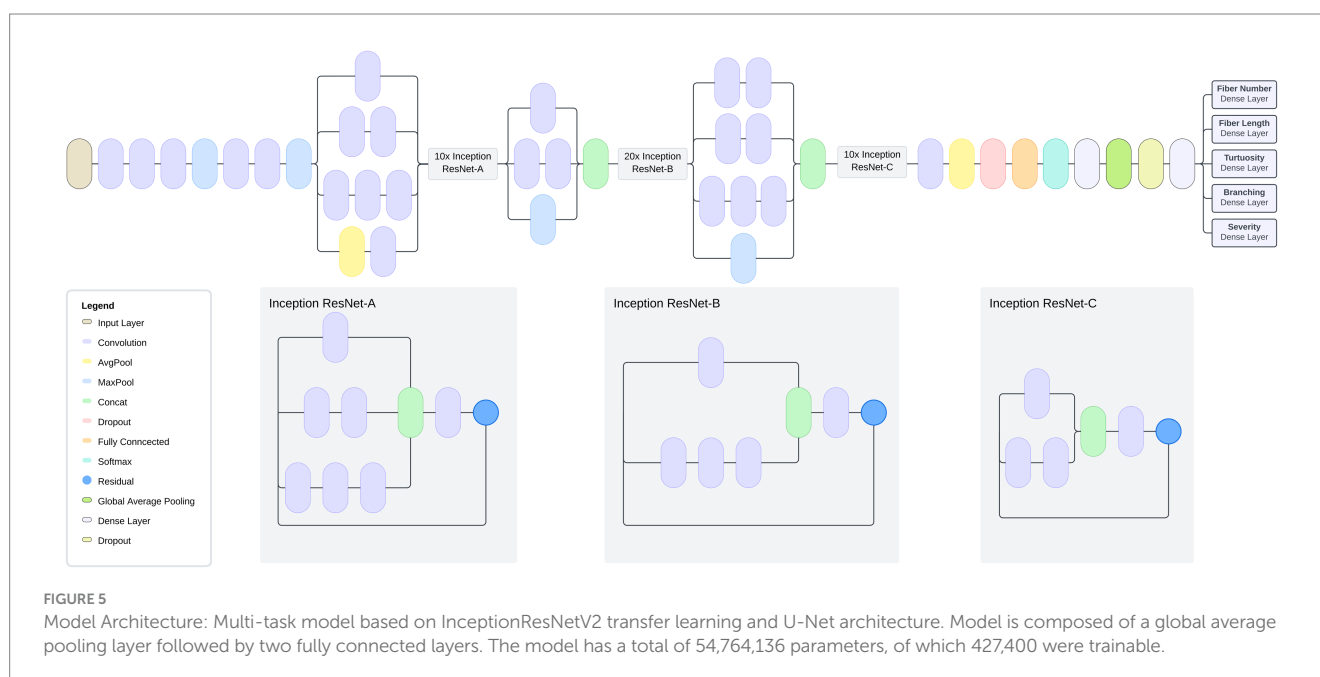 Fiber Number
Dense Layer
Fiber Length
Dense Layer
10x Inception
ResNet-A
20x Inception
ResNet-B
10x Inception
ResNet-C
Turtuosity
Dense Layer
Branching
Dense Layer
Severity
Dense Layer
Legend
Input Layer
Convolution
AvgPool
MaxPool
Concat
Dropout
Fully Conncected
Softmax
Residual
Global Average Pooling
Dense Layer
Dropout
Inception ResNet-A
Inception ResNet-B
Inception ResNet-C
FIGURE 5
Model Architecture: Multi-task model based on InceptionResNetV2 transfer learning and U-Net architecture. Model is composed of a global average
pooling layer followed by two fully connected layers. The model has a total of 54,764,136 parameters, of which 427,400 were trainable.